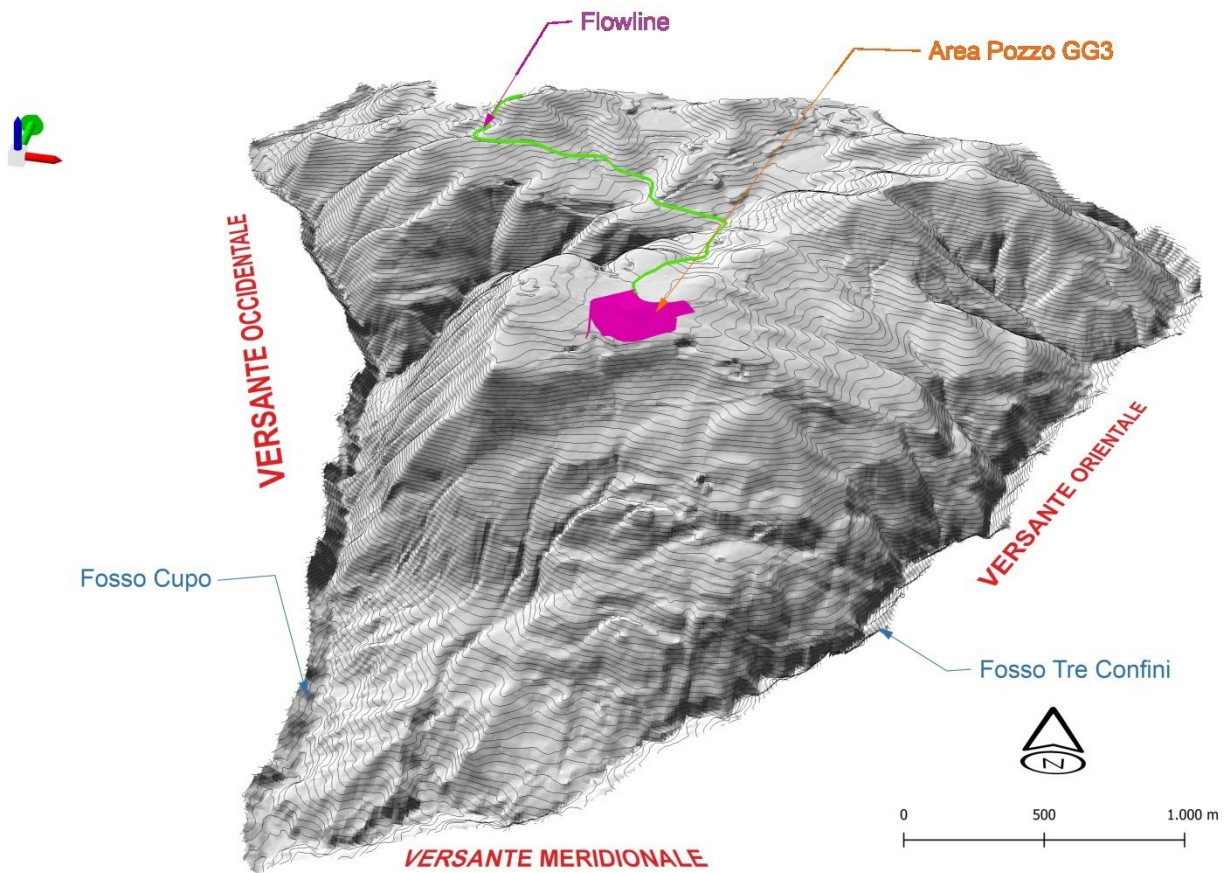 Flowline
Area Pozzo GG3
VERSANTE OCCIDENTALE
VERSANTE ORIENTALE
Fosso Cupo
Fosso Tre Confini
N
0 500 1.000 m
VERSANTE MERIDIONALE